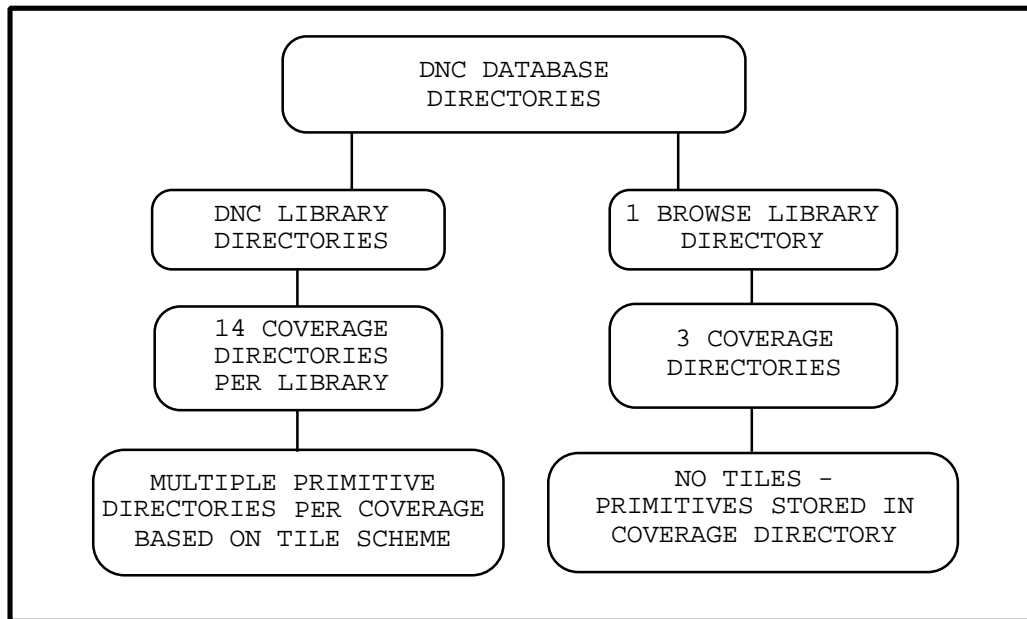 DNC DATABASE
DIRECTORIES
DNC LIBRARY
DIRECTORIES
1 BROWSE LIBRARY
DIRECTORY
14 COVERAGE
DIRECTORIES
PER LIBRARY
3 COVERAGE
DIRECTORIES
MULTIPLE PRIMITIVE
DIRECTORIES PER COVERAGE
BASED ON TILE SCHEME
NO TILES –
PRIMITIVES STORED IN
COVERAGE DIRECTORY